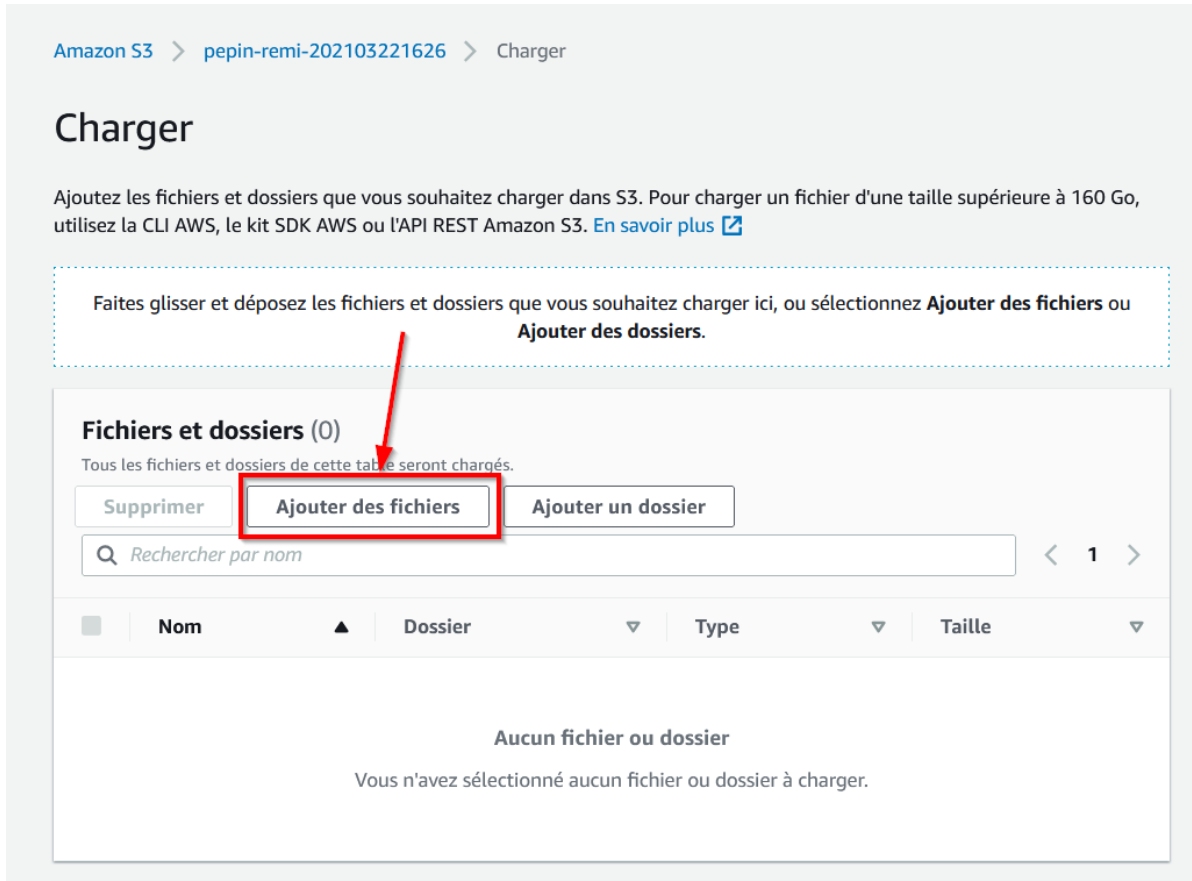 Amazon S3 > pepin-remi-202103221626 > Charger
Charger
Ajoutez les fichiers et dossiers que vous souhaitez charger dans S3. Pour charger un fichier d'une taille supérieure à 160 Go,
utilisez la CLI AWS, le kit SDK AWS ou l'API REST Amazon S3. En savoir plus
Faites glisser et déposez les fichiers et dossiers que vous souhaitez charger ici, ou sélectionnez Ajouter des fichiers ou
Ajouter des dossiers.
Fichiers et dossiers (0)
Tous les fichiers et dossiers de cette table seront chargés.
Supprimer Ajouter des fichiers Ajouter un dossier
Rechercher par nom < 1 >
Nom Dossier Type Taille
Aucun fichier ou dossier
Vous n'avez sélectionné aucun fichier ou dossier à charger.